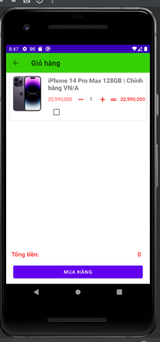 8:47
Giỏ hàng
iPhone 14 Pro Max 128GB | Chính
hãng VN/A
32,990,000 − 1 + = 32,990,000
Tổng tiền: 0
MUA HÀNG